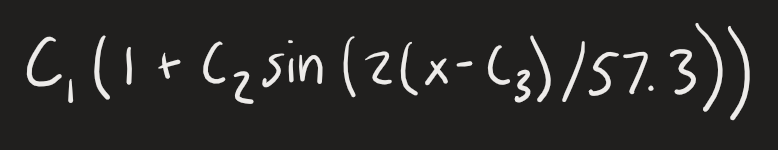 C₁(1 + C₂ sin(2(x-C₃)/57.3))